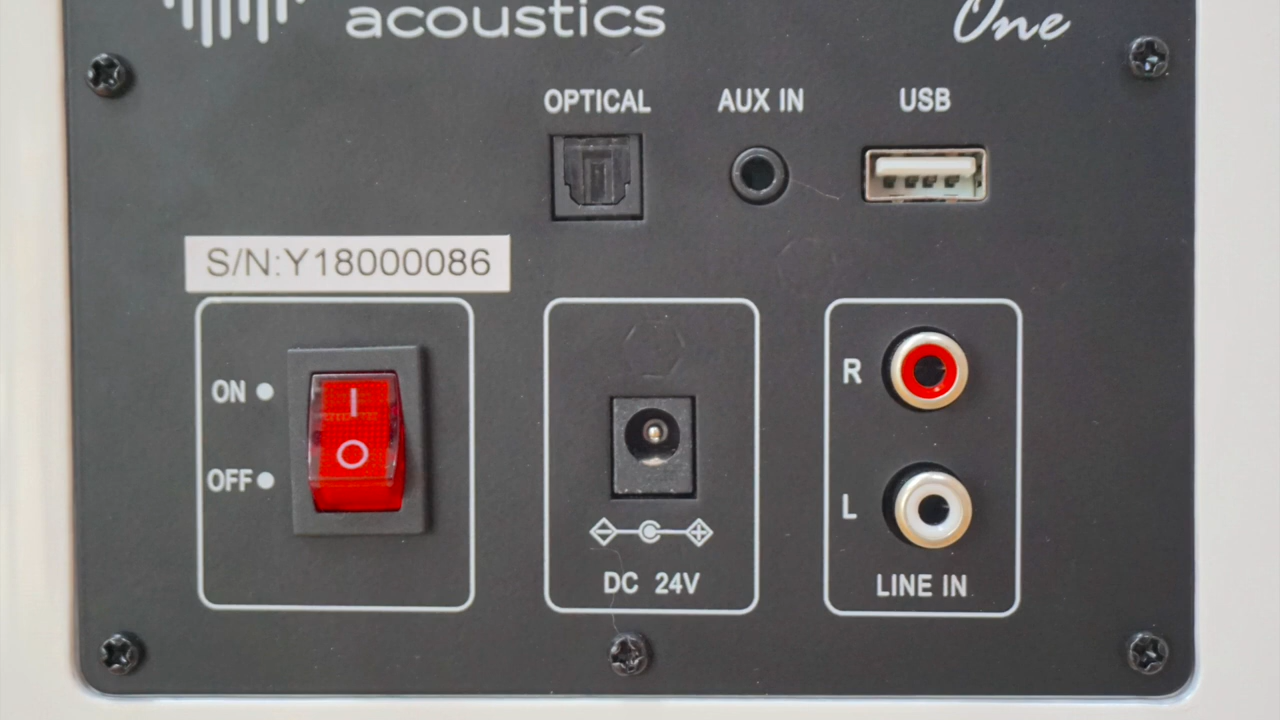 acoustics
One
OPTICAL
AUX IN
USB
S/N:Y18000086
ON
OFF
I
O
DC 24V
R
L
LINE IN